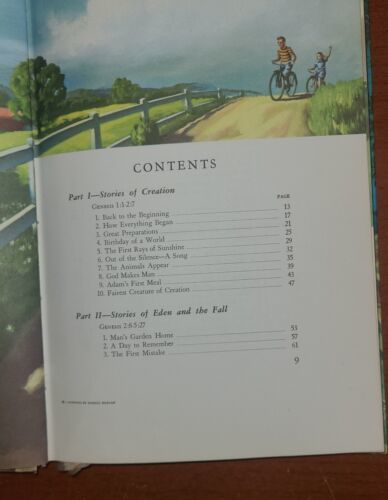 CONTENTS
Part I—Stories of Creation
PAGE
Genesis 1:1-2:7
1. Back to the Beginning 13
2. How Everything Began 17
3. Great Preparations 21
4. Birthday of a World 25
5. The First Rays of Sunshine 29
6. Out of the Silence—A Song 32
7. The Animals Appear 35
8. God Makes Man 39
9. Adam's First Meal 43
10. Fairest Creature of Creation 47
Part II—Stories of Eden and the Fall
Genesis 2:8-5:27
1. Man's Garden Home 53
2. A Day to Remember 57
3. The First Mistake 61
9